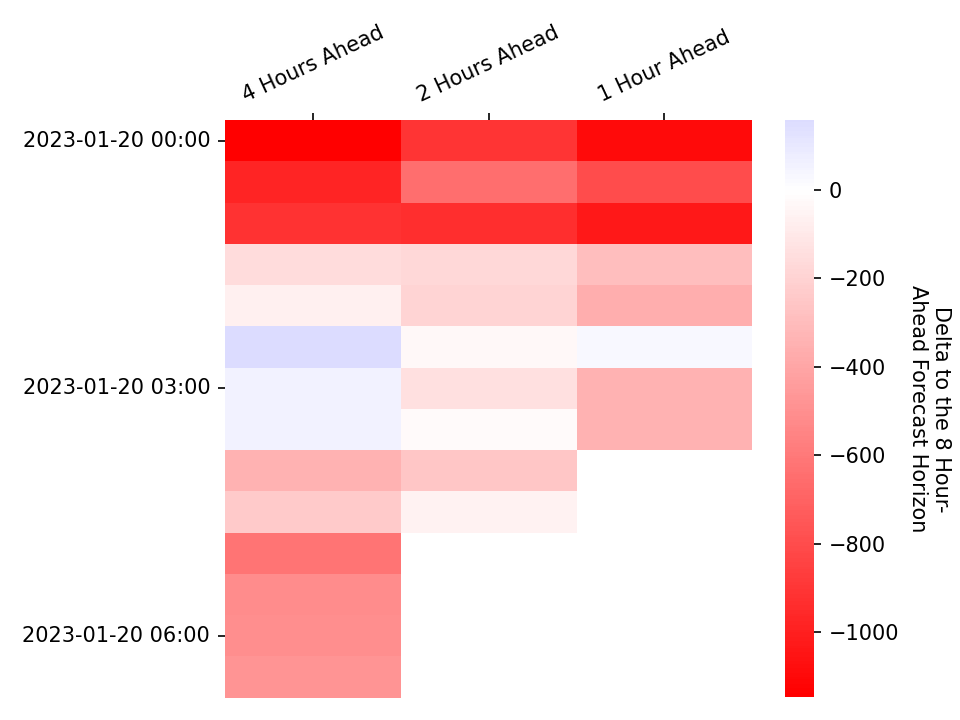 4 Hours Ahead
2 Hours Ahead
1 Hour Ahead
2023-01-20 00:00
2023-01-20 03:00
2023-01-20 06:00
0
−200
−400
−600
−800
−1000
Delta to the 8 Hour-
Ahead Forecast Horizon